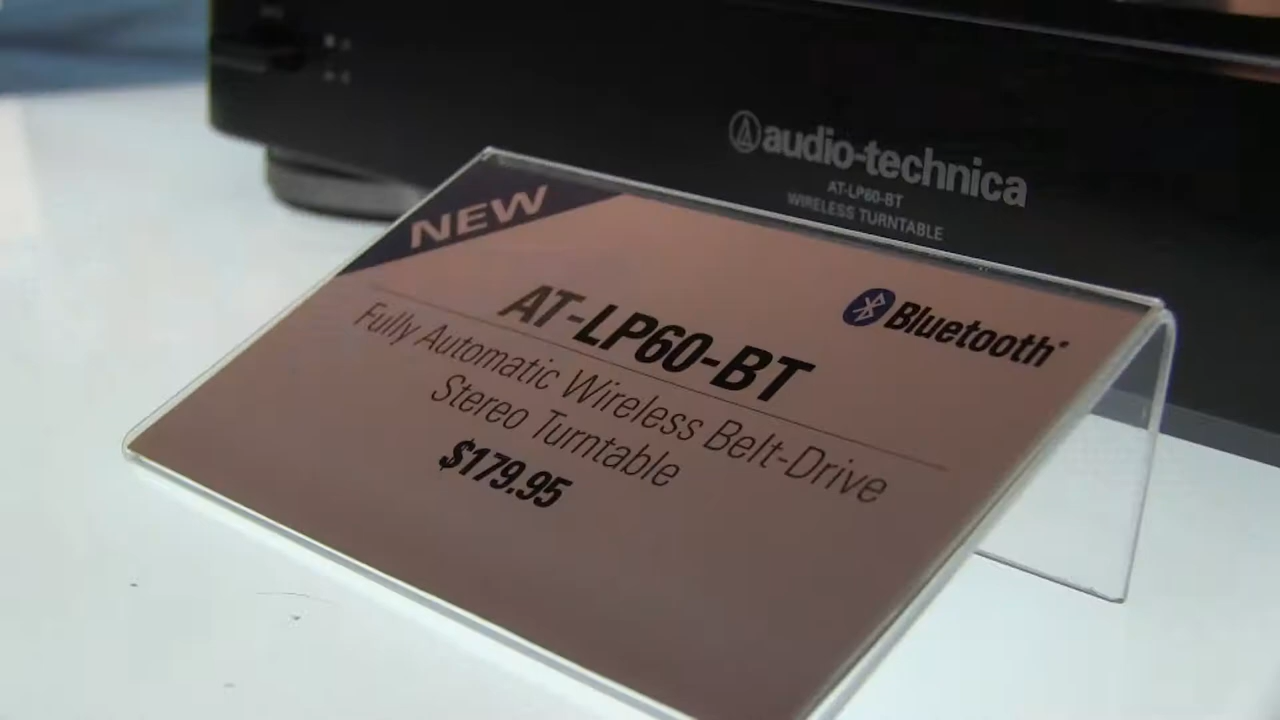 audio-technica
AT-LP60-BT
WIRELESS TURNTABLE
NEW
Bluetooth
AT-LP60-BT
Fully Automatic Wireless Belt-Drive
Stereo Turntable
$179.95